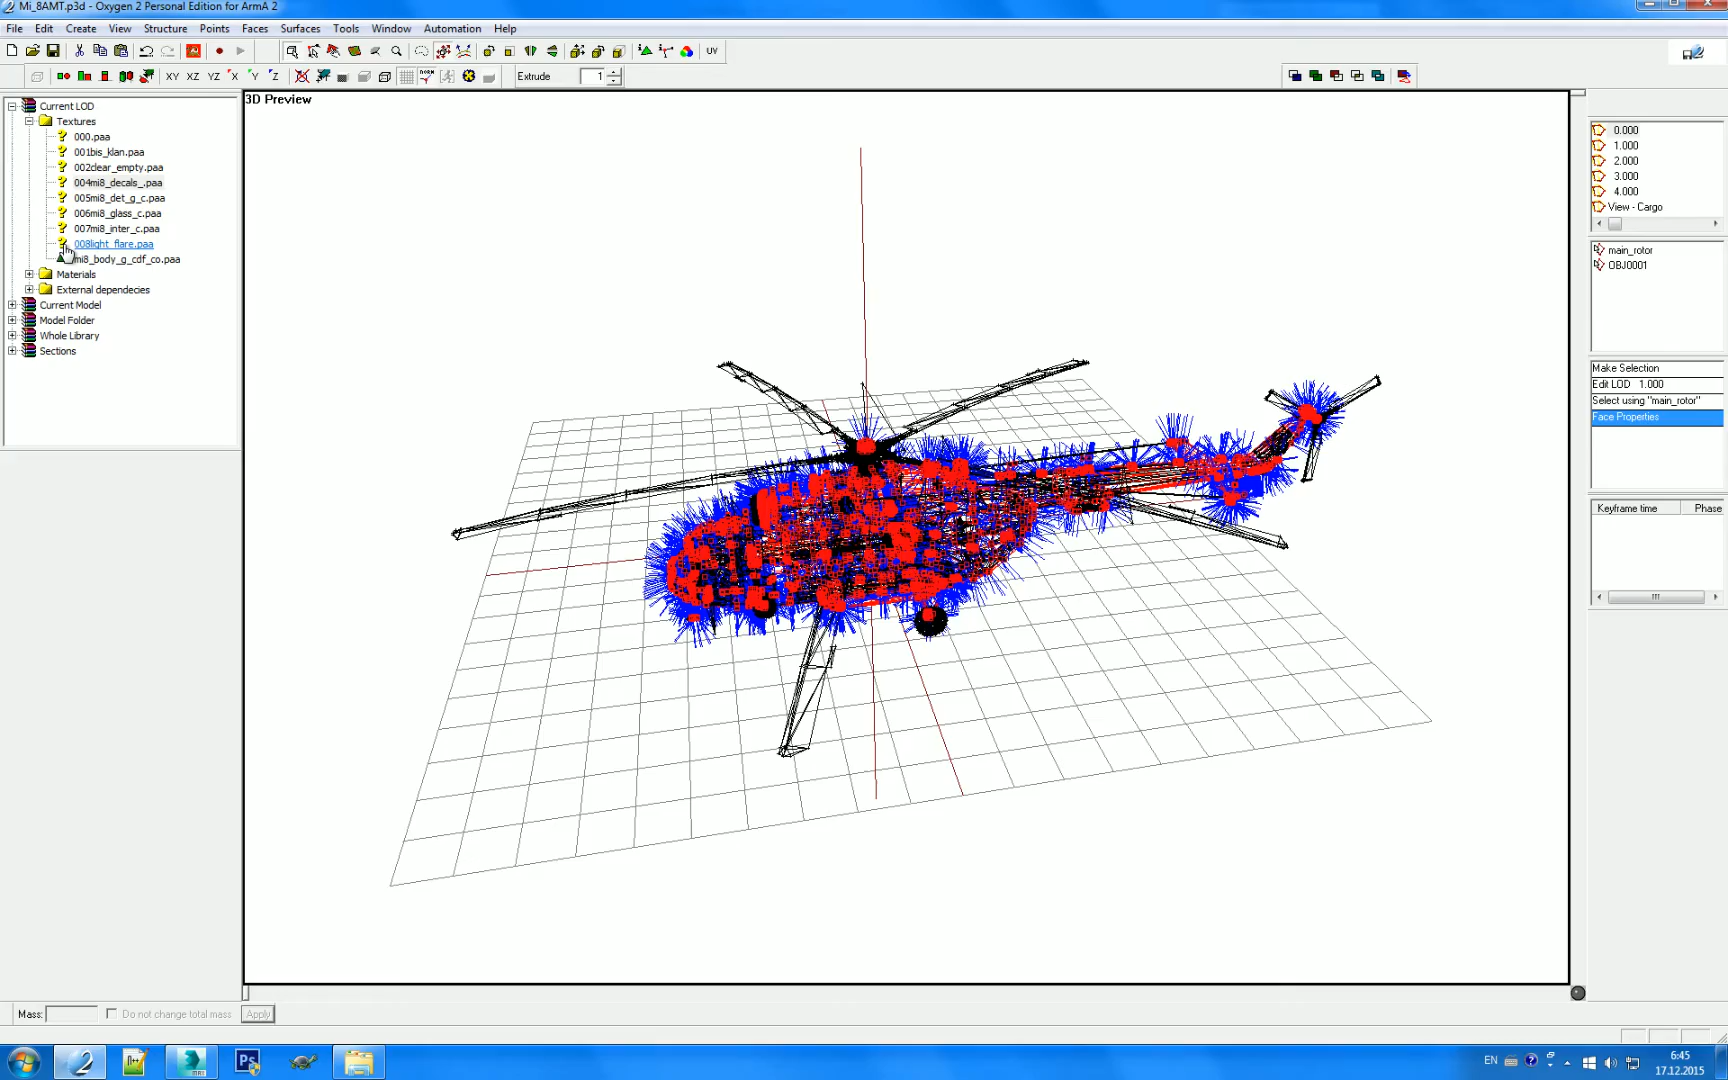 Mi_8AMT.p3d - Oxygen 2 Personal Edition for ArmA 2
File Edit Create View Structure Points Faces Surfaces Tools Window Automation Help
UV
XY XZ YZ X Y Z NORM Extrude 1
3D Preview
Current LOD
Textures
000.paa
001bis_klan.paa
002clear_empty.paa
004mi8_decals_.paa
005mi8_det_g_c.paa
006mi8_glass_c.paa
007mi8_inter_c.paa
008light_flare.paa
mi8_body_g_cdf_co.paa
Materials
External dependecies
Current Model
Model Folder
Whole Library
Sections
0.000
1.000
2.000
3.000
4.000
View - Cargo
main_rotor
OBJ0001
Make Selection
Edit LOD 1.000
Select using "main_rotor"
Face Properties
Keyframe time Phase
Mass: Do not change total mass Apply
EN
6:45
17.12.2015